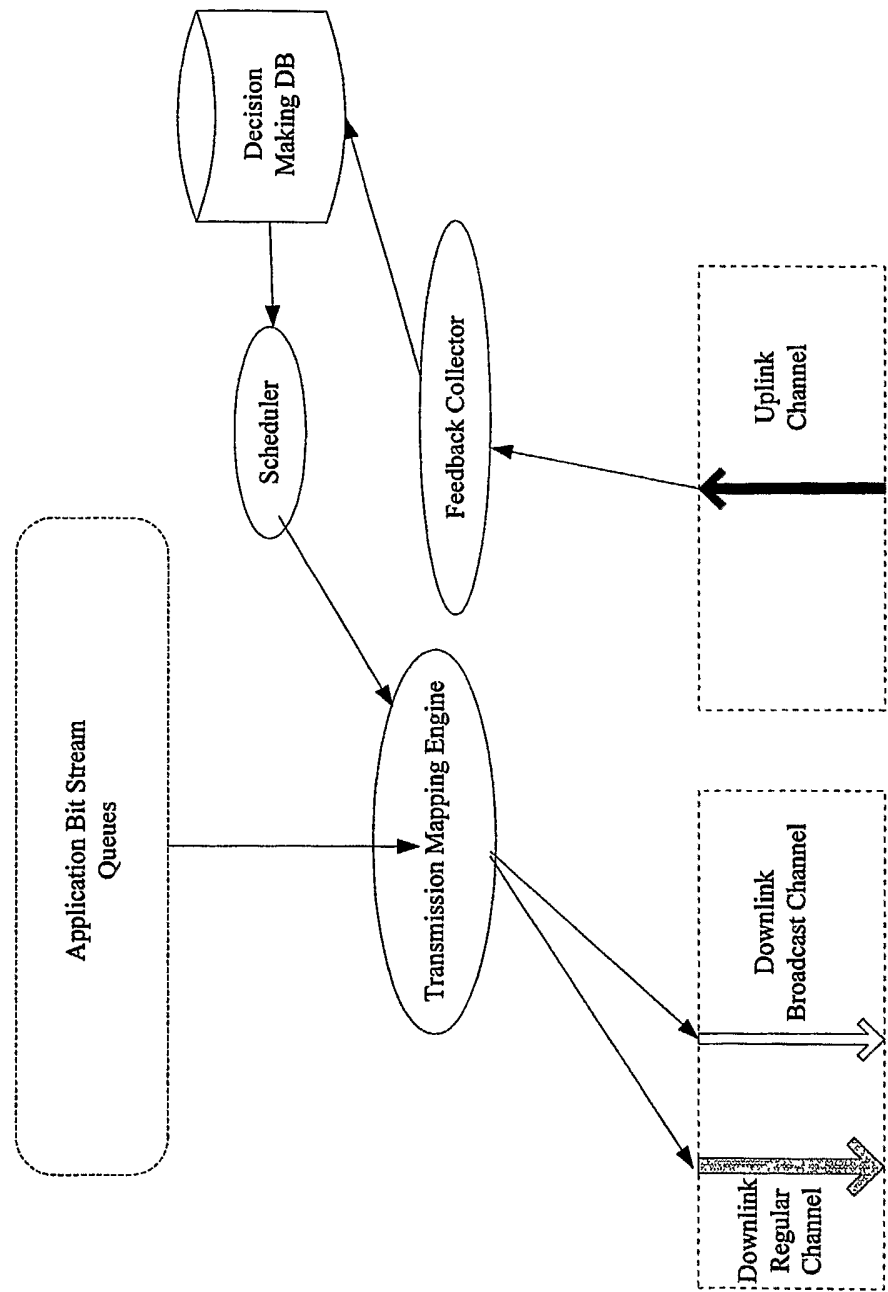 Application Bit Stream
Queues
Decision
Making DB
Scheduler
Transmission Mapping Engine
Feedback Collector
Downlink
Regular
Channel
Downlink
Broadcast Channel
Uplink
Channel